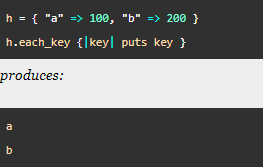 h = { "a" => 100, "b" => 200 }
h.each_key {|key| puts key }
produces:
a
b